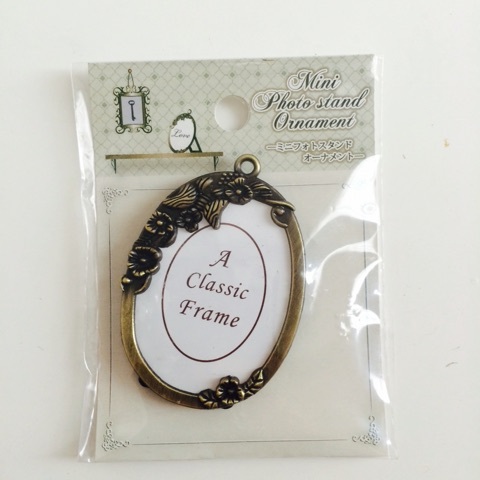 Mini
Photo stand
Ornament
―ミニフォトスタンド
オーナメント―
Love
A
Classic
Frame